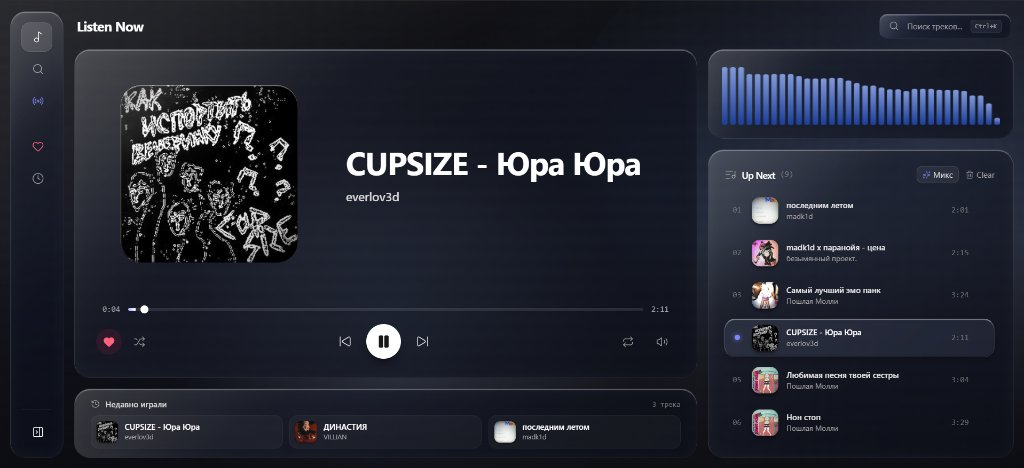 Listen Now
Поиск треков...
Ctrl+K
КАК
ИСПОРТИТЬ
ВЕЧЕРИНКУ
? ? ?
CUPSIZE
CUPSIZE - Юра Юра
everlov3d
0:04
2:11
Недавно играли
3 трека
CUPSIZE - Юра Юра
everlov3d
ДИНАСТИЯ
VILLIAN
последним летом
madk1d
Up Next (9)
Микс
Clear
01
последним летом
madk1d
2:01
02
madk1d x паранойя - цена
безымянный проект.
2:15
03
Самый лучший эмо панк
Пошлая Молли
3:24
CUPSIZE - Юра Юра
everlov3d
2:11
05
Любимая песня твоей сестры
Пошлая Молли
3:04
06
Нон стоп
Пошлая Молли
3:29